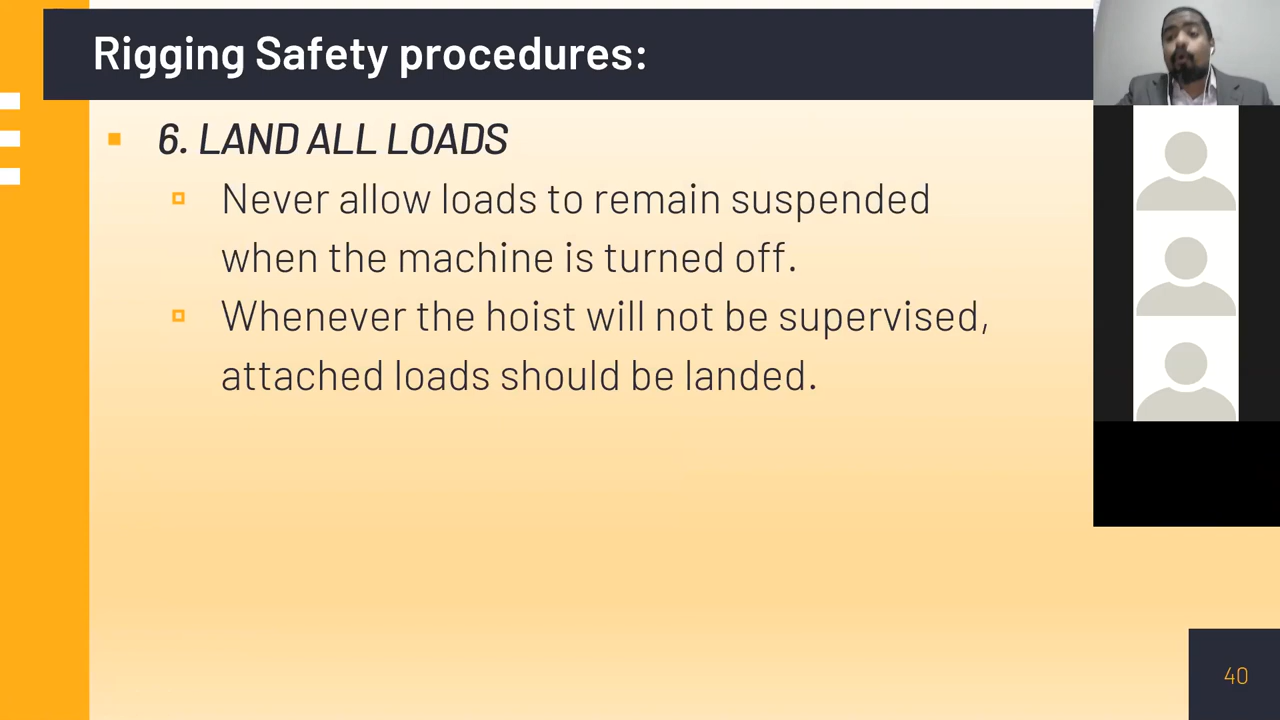 Rigging Safety procedures:
6. LAND ALL LOADS
Never allow loads to remain suspended
when the machine is turned off.
Whenever the hoist will not be supervised,
attached loads should be landed.
40